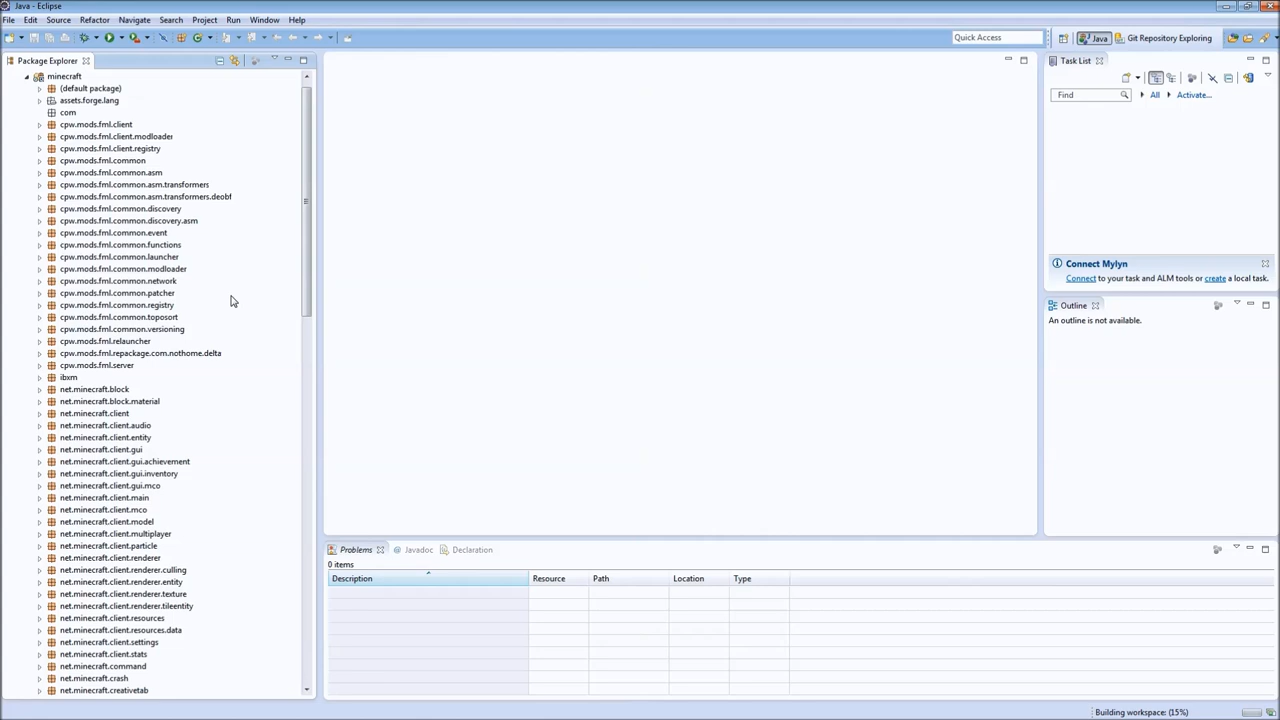 Java - Eclipse
File Edit Source Refactor Navigate Search Project Run Window Help
Quick Access
Java
Git Repository Exploring
Package Explorer
minecraft
(default package)
assets.forge.lang
com
cpw.mods.fml.client
cpw.mods.fml.client.modloader
cpw.mods.fml.client.registry
cpw.mods.fml.common
cpw.mods.fml.common.asm
cpw.mods.fml.common.asm.transformers
cpw.mods.fml.common.asm.transformers.deobf
cpw.mods.fml.common.discovery
cpw.mods.fml.common.discovery.asm
cpw.mods.fml.common.event
cpw.mods.fml.common.functions
cpw.mods.fml.common.launcher
cpw.mods.fml.common.modloader
cpw.mods.fml.common.network
cpw.mods.fml.common.patcher
cpw.mods.fml.common.registry
cpw.mods.fml.common.toposort
cpw.mods.fml.common.versioning
cpw.mods.fml.relauncher
cpw.mods.fml.repackage.com.nothome.delta
cpw.mods.fml.server
ibxm
net.minecraft.block
net.minecraft.block.material
net.minecraft.client
net.minecraft.client.audio
net.minecraft.client.entity
net.minecraft.client.gui
net.minecraft.client.gui.achievement
net.minecraft.client.gui.inventory
net.minecraft.client.gui.mco
net.minecraft.client.main
net.minecraft.client.mco
net.minecraft.client.model
net.minecraft.client.multiplayer
net.minecraft.client.particle
net.minecraft.client.renderer
net.minecraft.client.renderer.culling
net.minecraft.client.renderer.entity
net.minecraft.client.renderer.texture
net.minecraft.client.renderer.tileentity
net.minecraft.client.resources
net.minecraft.client.resources.data
net.minecraft.client.settings
net.minecraft.client.stats
net.minecraft.command
net.minecraft.crash
net.minecraft.creativetab
Problems @ Javadoc Declaration
0 items
Description Resource Path Location Type
Task List
Find All Activate...
Connect Mylyn
Connect to your task and ALM tools or create a local task.
Outline
An outline is not available.
Building workspace: (15%)